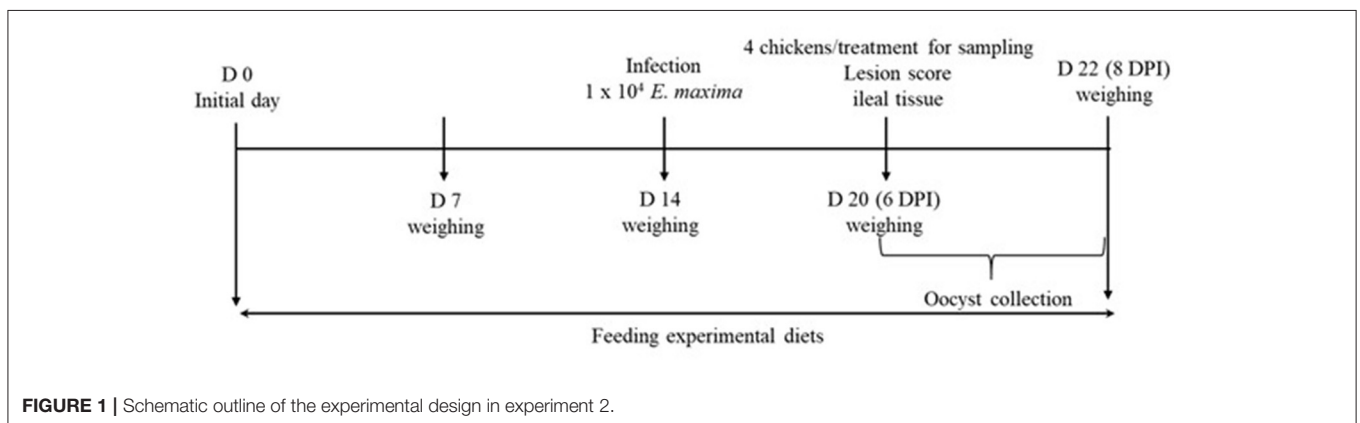 D 0
Initial day
Infection
1 x 10⁴ E. maxima
4 chickens/treatment for sampling
Lesion score
ileal tissue
D 22 (8 DPI)
weighing
D 7
weighing
D 14
weighing
D 20 (6 DPI)
weighing
Oocyst collection
Feeding experimental diets
FIGURE 1 | Schematic outline of the experimental design in experiment 2.